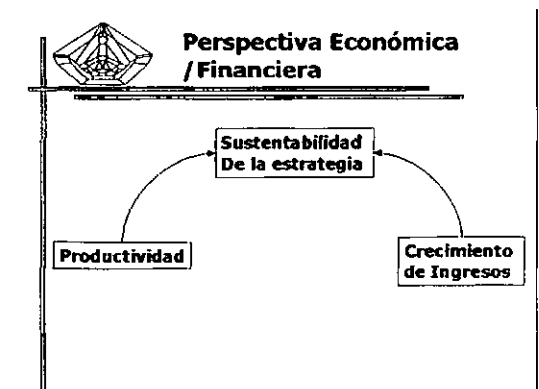 Perspectiva Económica
/Financiera
Sustentabilidad
De la estrategia
Productividad
Crecimiento
de Ingresos